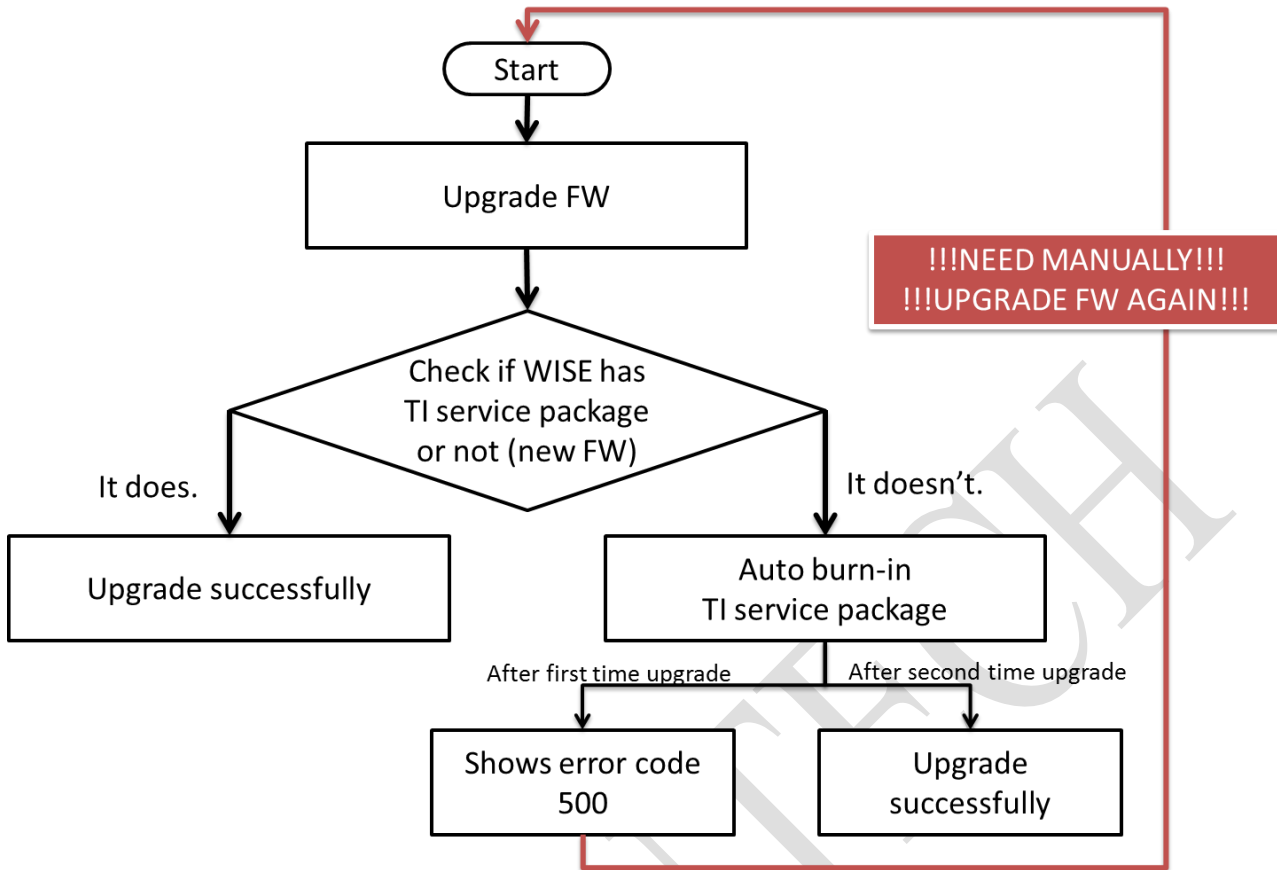 Start
Upgrade FW
!!!NEED MANUALLY!!!
!!!UPGRADE FW AGAIN!!!
Check if WISE has
TI service package
or not (new FW)
It does.
It doesn't.
Upgrade successfully
Auto burn-in
TI service package
After first time upgrade
After second time upgrade
Shows error code
500
Upgrade
successfully